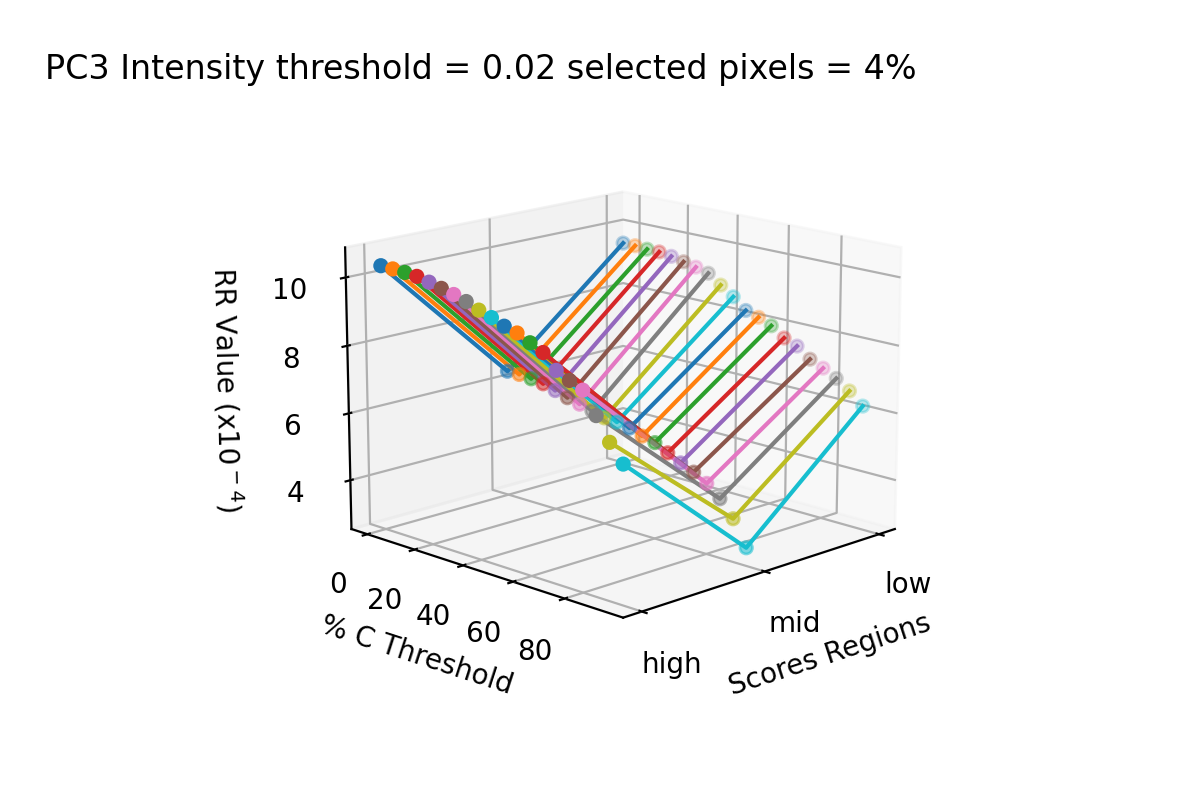 PC3 Intensity threshold = 0.02 selected pixels = 4%
RR Value (x10⁻⁴)
10
8
6
4
0
20
40
60
80
% C Threshold
high
mid
low
Scores Regions